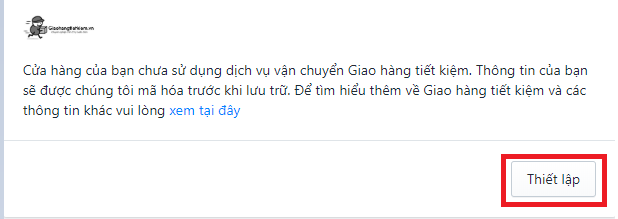 Giaohangtietkiem.vn
Cửa hàng của bạn chưa sử dụng dịch vụ vận chuyển Giao hàng tiết kiệm. Thông tin của bạn
sẽ được chúng tôi mã hóa trước khi lưu trữ. Để tìm hiểu thêm về Giao hàng tiết kiệm và các
thông tin khác vui lòng xem tại đây
Thiết lập